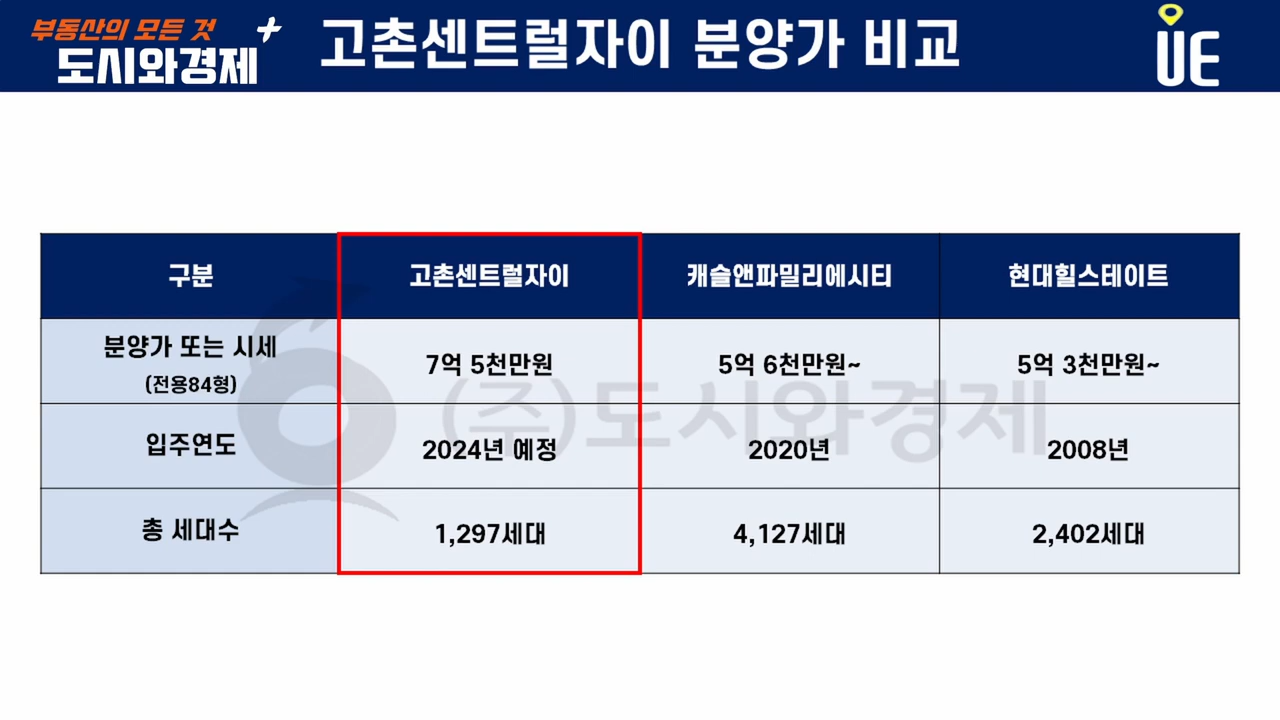 부동산의 모든 것
도시와경제
고촌센트럴자이 분양가 비교
UE
구분
고촌센트럴자이
캐슬앤파밀리에시티
현대힐스테이트
분양가 또는 시세
(전용84형)
7억 5천만원
5억 6천만원~
5억 3천만원~
입주연도
2024년 예정
2020년
2008년
총 세대수
1,297세대
4,127세대
2,402세대
(주)도시와경제